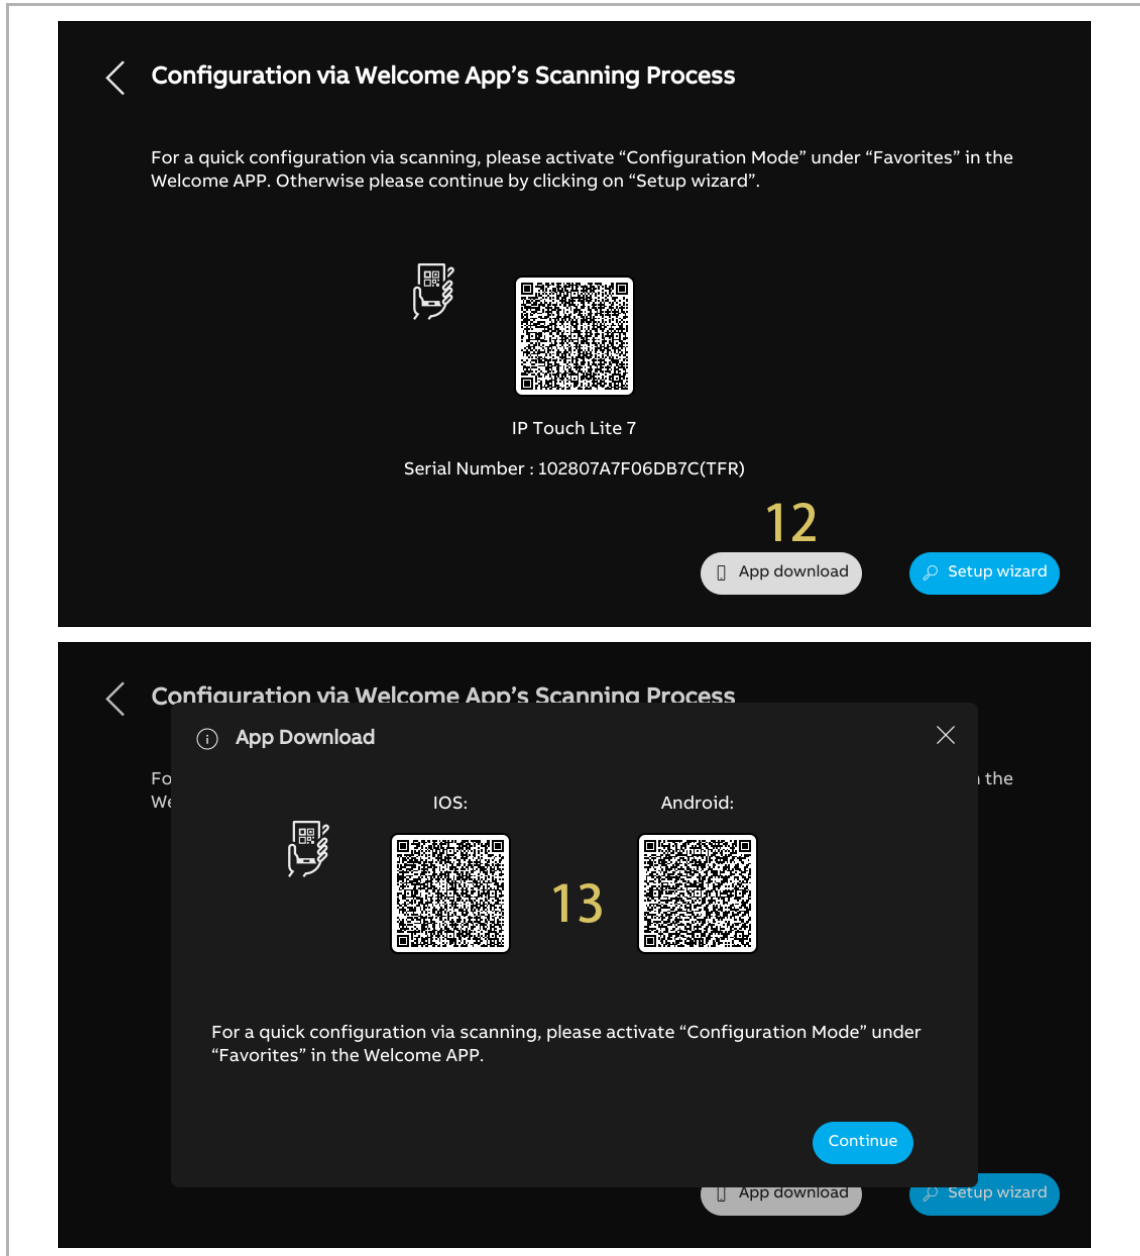 Configuration via Welcome App's Scanning Process
For a quick configuration via scanning, please activate “Configuration Mode” under “Favorites” in the
Welcome APP. Otherwise please continue by clicking on “Setup wizard”.
IP Touch Lite 7
Serial Number : 102807A7F06DB7C(TFR)
12
App download
Setup wizard
Configuration via Welcome App's Scanning Process
App Download
Fo
the
We
IOS:
Android:
13
For a quick configuration via scanning, please activate “Configuration Mode” under
“Favorites” in the Welcome APP.
Continue
App download
Setup wizard